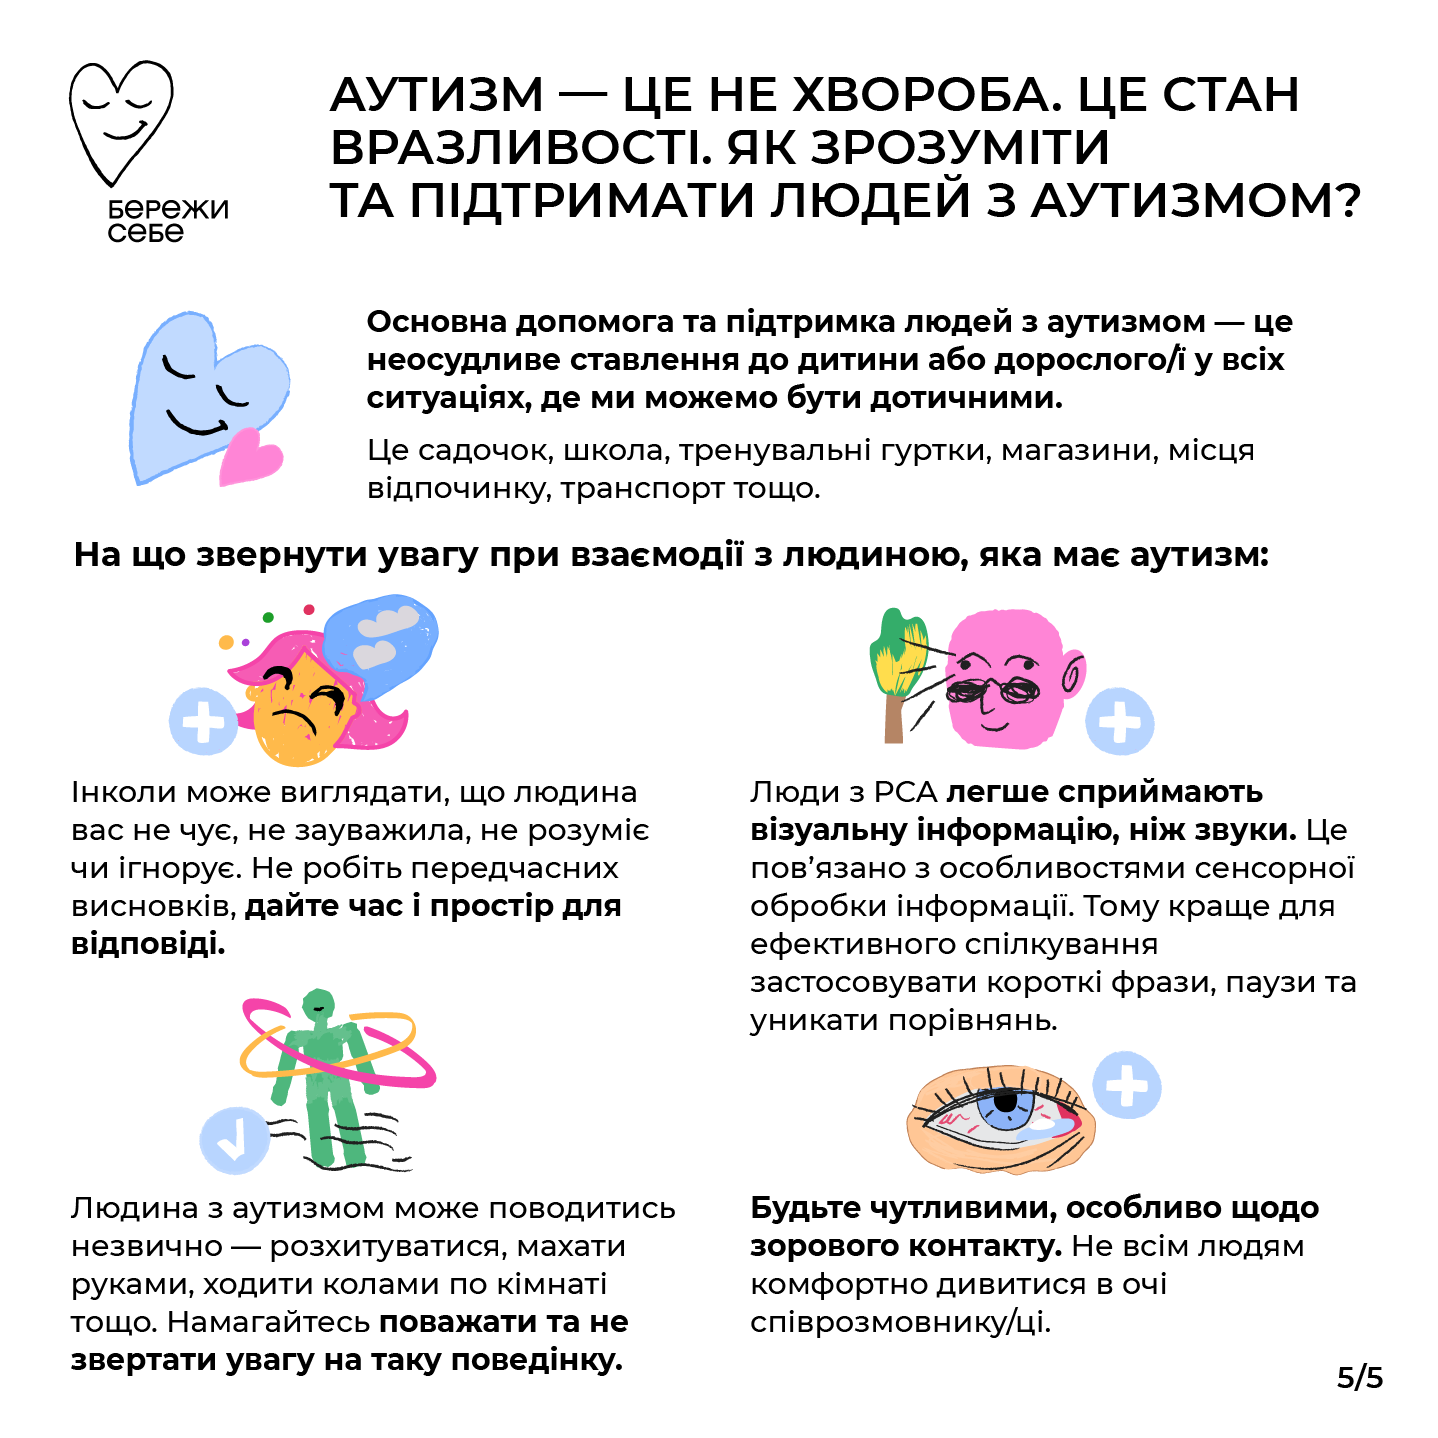 БЕРЕЖИ
СЕБЕ
АУТИЗМ — ЦЕ НЕ ХВОРОБА. ЦЕ СТАН
ВРАЗЛИВОСТІ. ЯК ЗРОЗУМІТИ
ТА ПІДТРИМАТИ ЛЮДЕЙ З АУТИЗМОМ?
Основна допомога та підтримка людей з аутизмом — це
неосудливе ставлення до дитини або дорослого/ї у всіх
ситуаціях, де ми можемо бути дотичними.
Це садочок, школа, тренувальні гуртки, магазини, місця
відпочинку, транспорт тощо.
На що звернути увагу при взаємодії з людиною, яка має аутизм:
Інколи може виглядати, що людина
вас не чує, не зауважила, не розуміє
чи ігнорує. Не робіть передчасних
висновків, дайте час і простір для
відповіді.
Люди з РСА легше сприймають
візуальну інформацію, ніж звуки. Це
пов’язано з особливостями сенсорної
обробки інформації. Тому краще для
ефективного спілкування
застосовувати короткі фрази, паузи та
уникати порівнянь.
Людина з аутизмом може поводитись
незвично — розхитуватися, махати
руками, ходити колами по кімнаті
тощо. Намагайтесь поважати та не
звертати увагу на таку поведінку.
Будьте чутливими, особливо щодо
зорового контакту. Не всім людям
комфортно дивитися в очі
співрозмовнику/ці.
5/5